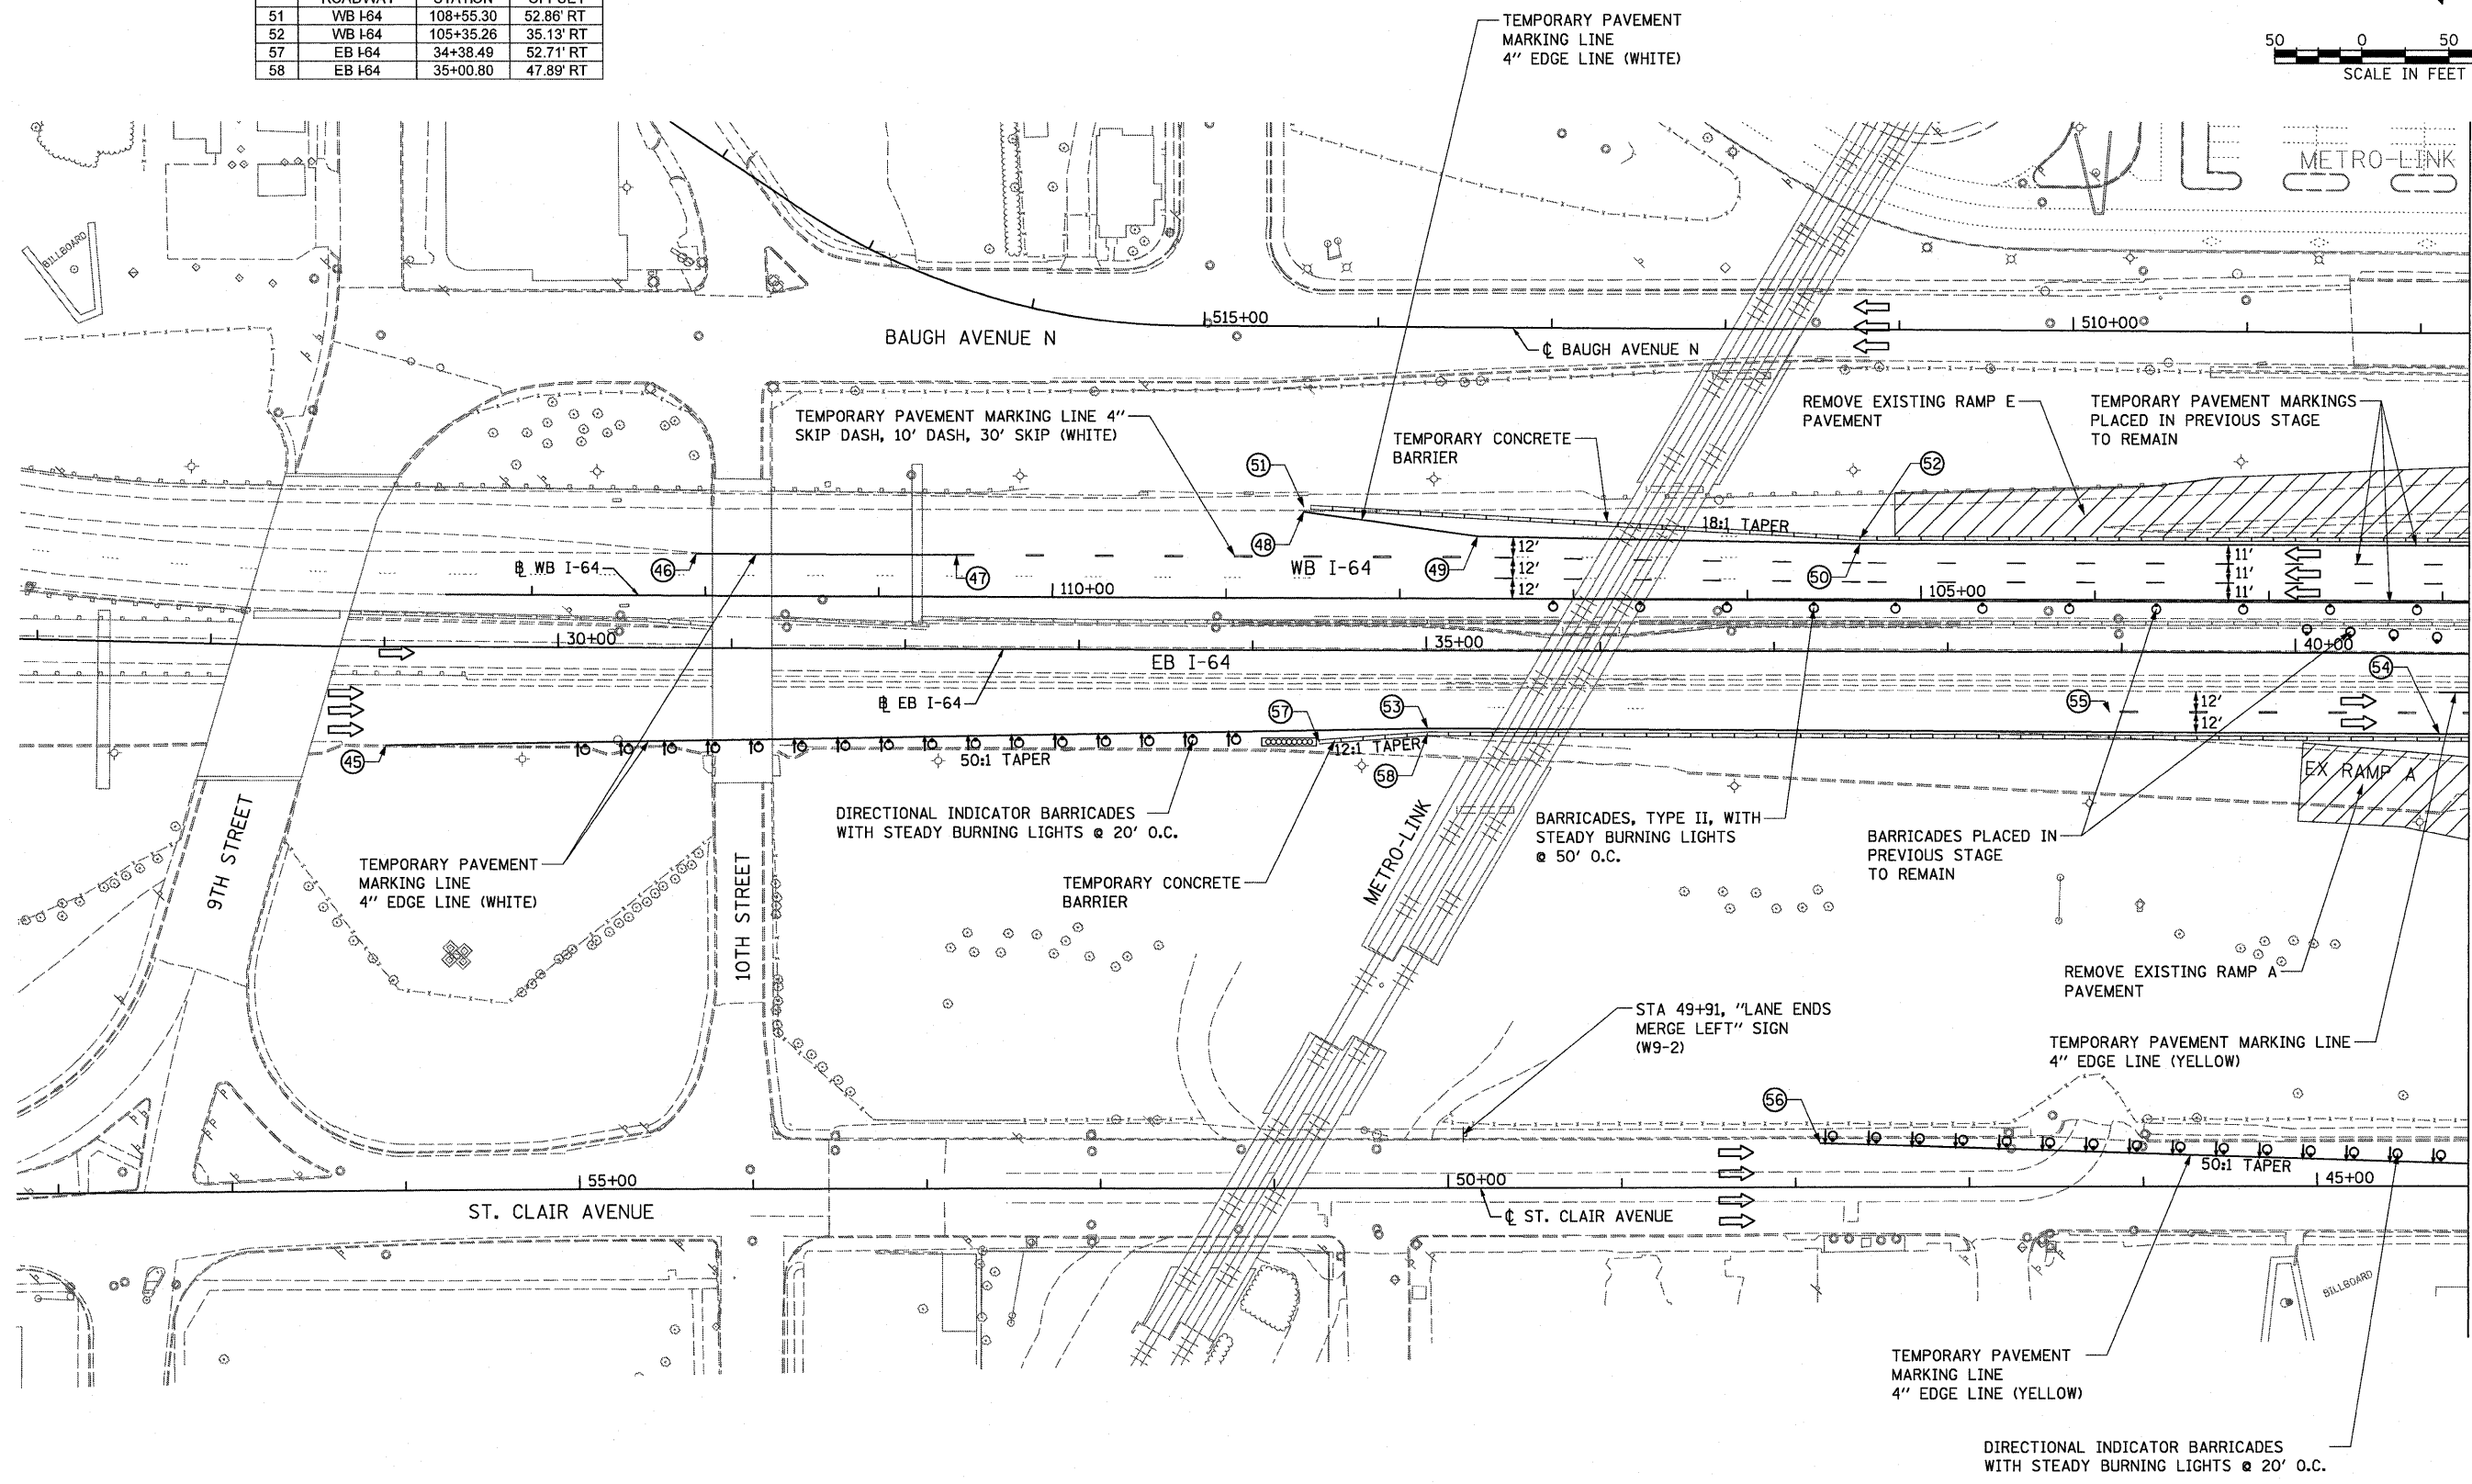 ROADWAY STATION OFFSET
51 WB I-64 108+55.30 52.86' RT
52 WB I-64 105+35.26 35.13' RT
57 EB I-64 34+38.49 52.71' RT
58 EB I-64 35+00.80 47.89' RT
TEMPORARY PAVEMENT
MARKING LINE
4" EDGE LINE (WHITE)
50 0 50
SCALE IN FEET
METRO-LINK
BILLBOARD
515+00
510+00
BAUGH AVENUE N
℄ BAUGH AVENUE N
TEMPORARY PAVEMENT MARKING LINE 4"
SKIP DASH, 10' DASH, 30' SKIP (WHITE)
TEMPORARY CONCRETE
BARRIER
REMOVE EXISTING RAMP E
PAVEMENT
TEMPORARY PAVEMENT MARKINGS
PLACED IN PREVIOUS STAGE
TO REMAIN
51
52
18:1 TAPER
48
49
50
46
47
12'
12'
12'
11'
11'
11'
℄ WB I-64
WB I-64
110+00
105+00
30+00
35+00
40+00
EB I-64
℄ EB I-64
54
55
12'
12'
57
53
45
50:1 TAPER
12:1 TAPER
58
EX RAMP A
DIRECTIONAL INDICATOR BARRICADES
WITH STEADY BURNING LIGHTS @ 20' O.C.
BARRICADES, TYPE II, WITH
STEADY BURNING LIGHTS
@ 50' O.C.
BARRICADES PLACED IN
PREVIOUS STAGE
TO REMAIN
9TH STREET
10TH STREET
METRO-LINK
TEMPORARY PAVEMENT
MARKING LINE
4" EDGE LINE (WHITE)
TEMPORARY CONCRETE
BARRIER
REMOVE EXISTING RAMP A
PAVEMENT
STA 49+91, "LANE ENDS
MERGE LEFT" SIGN
(W9-2)
TEMPORARY PAVEMENT MARKING LINE
4" EDGE LINE (YELLOW)
56
50:1 TAPER
55+00
50+00
45+00
ST. CLAIR AVENUE
℄ ST. CLAIR AVENUE
BILLBOARD
TEMPORARY PAVEMENT
MARKING LINE
4" EDGE LINE (YELLOW)
DIRECTIONAL INDICATOR BARRICADES
WITH STEADY BURNING LIGHTS @ 20' O.C.